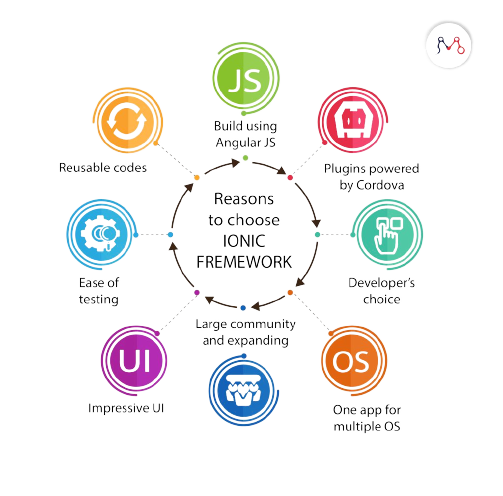 JS
Build using
Angular JS
Reusable codes
Plugins powered
by Cordova
Reasons
to choose
IONIC
FREMEWORK
Ease of
testing
Developer's
choice
Large community
and expanding
UI
Impressive UI
OS
One app for
multiple OS